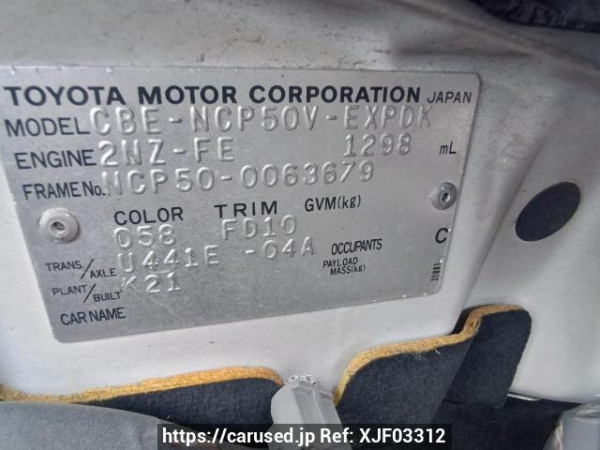 TOYOTA MOTOR CORPORATION JAPAN
MODEL CBE-NCP50V-EXPDK
ENGINE 2NZ-FE 1298 mL
FRAME No. NCP50-0063679
COLOR TRIM GVM(kg)
058 FD10
TRANS./AXLE U441E -04A OCCUPANTS C
PLANT/BUILT K21 PAYLOAD MASS(kg)
CAR NAME
https://carused.jp Ref: XJF03312